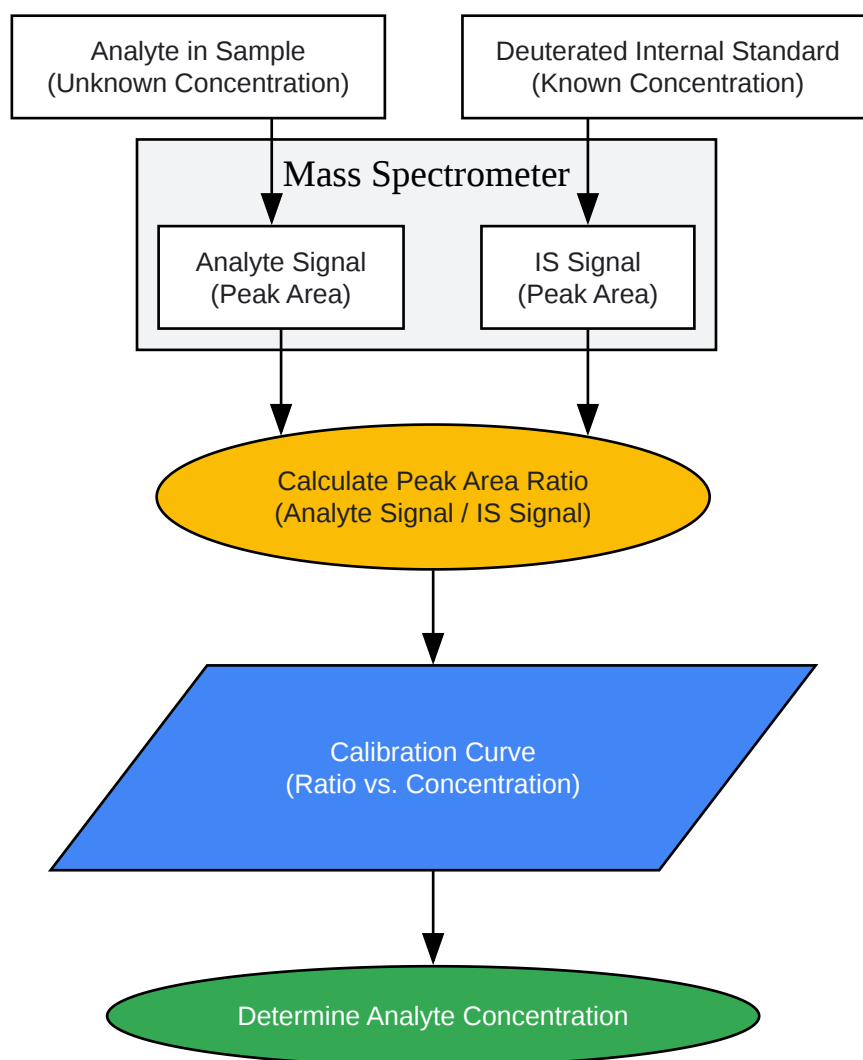 Analyte in Sample
(Unknown Concentration)
Deuterated Internal Standard
(Known Concentration)
Mass Spectrometer
Analyte Signal
(Peak Area)
IS Signal
(Peak Area)
Calculate Peak Area Ratio
(Analyte Signal / IS Signal)
Calibration Curve
(Ratio vs. Concentration)
Determine Analyte Concentration